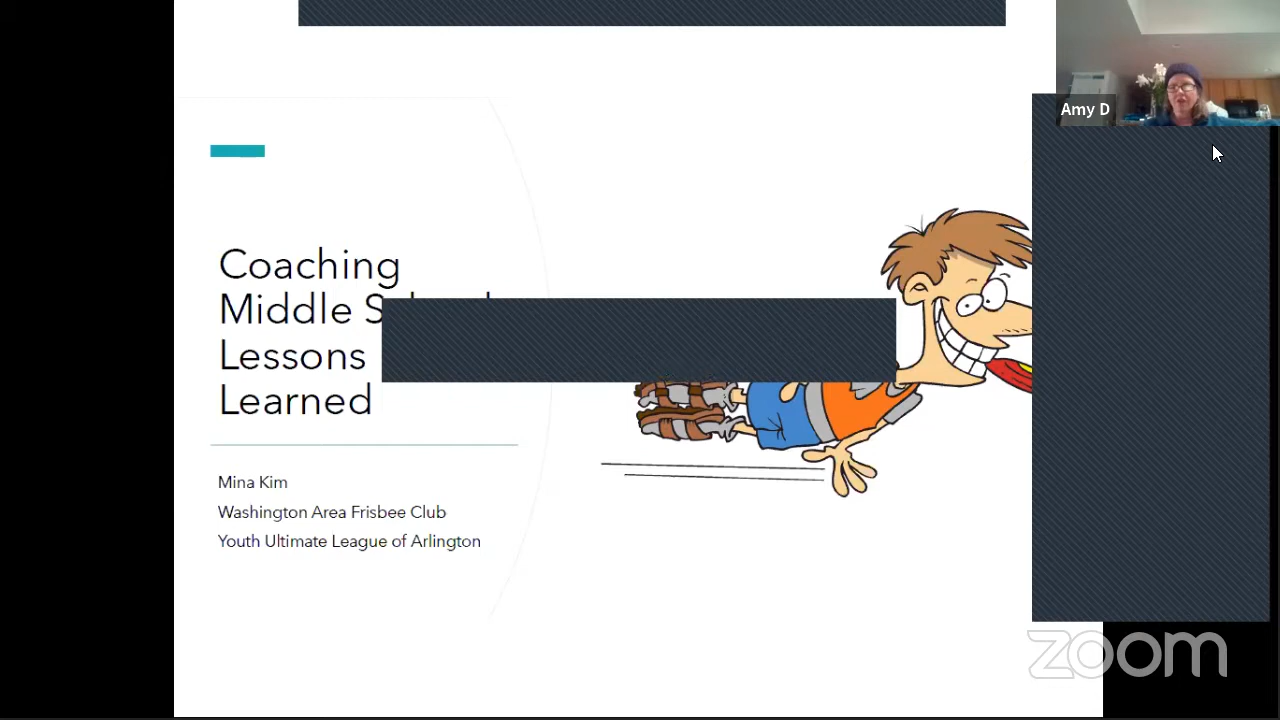 Amy D
Coaching
Middle
Lessons
Learned
Mina Kim
Washington Area Frisbee Club
Youth Ultimate League of Arlington
zoom